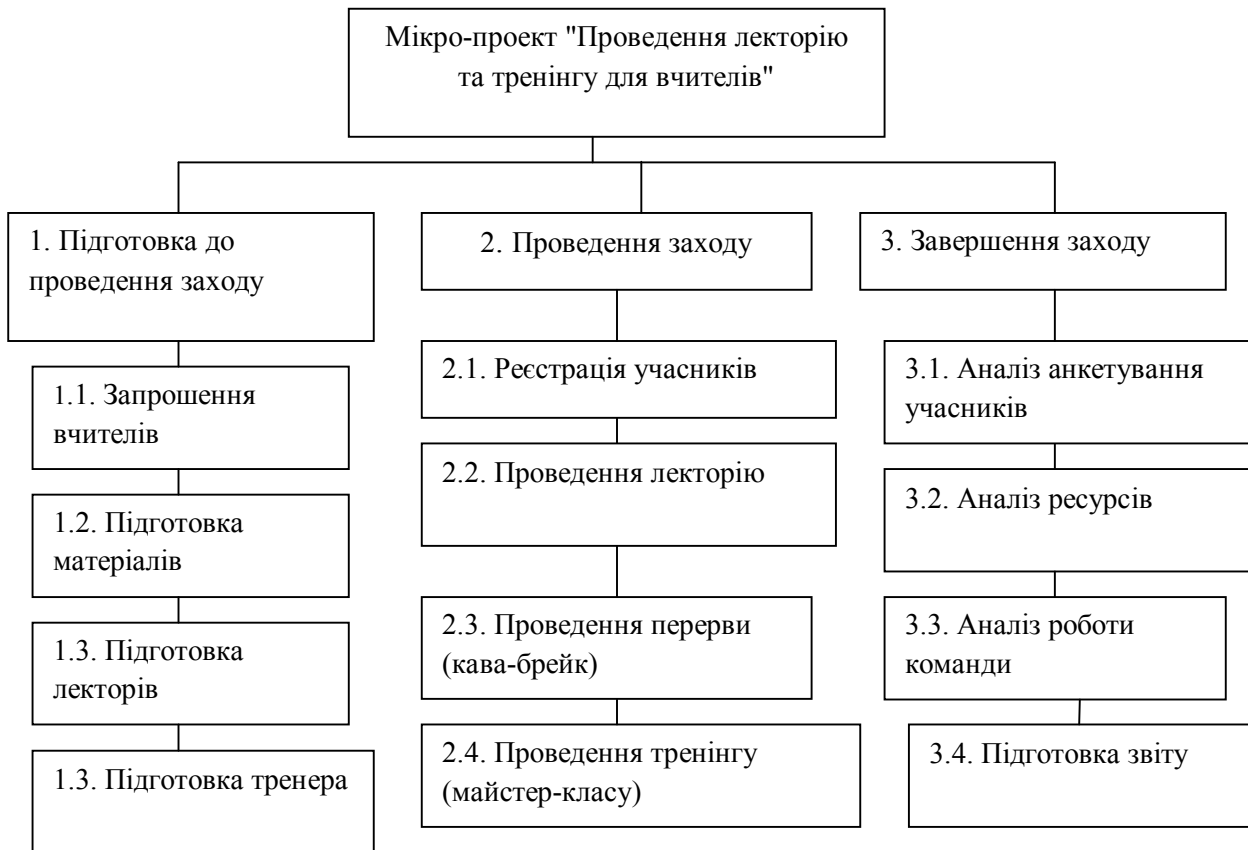 Мікро-проект "Проведення лекторію
та тренінгу для вчителів"
1. Підготовка до
проведення заходу
1.1. Запрошення
вчителів
1.2. Підготовка
матеріалів
1.3. Підготовка
лекторів
1.3. Підготовка тренера
2. Проведення заходу
2.1. Реєстрація учасників
2.2. Проведення лекторію
2.3. Проведення перерви
(кава-брейк)
2.4. Проведення тренінгу
(майстер-класу)
3. Завершення заходу
3.1. Аналіз анкетування
учасників
3.2. Аналіз ресурсів
3.3. Аналіз роботи
команди
3.4. Підготовка звіту